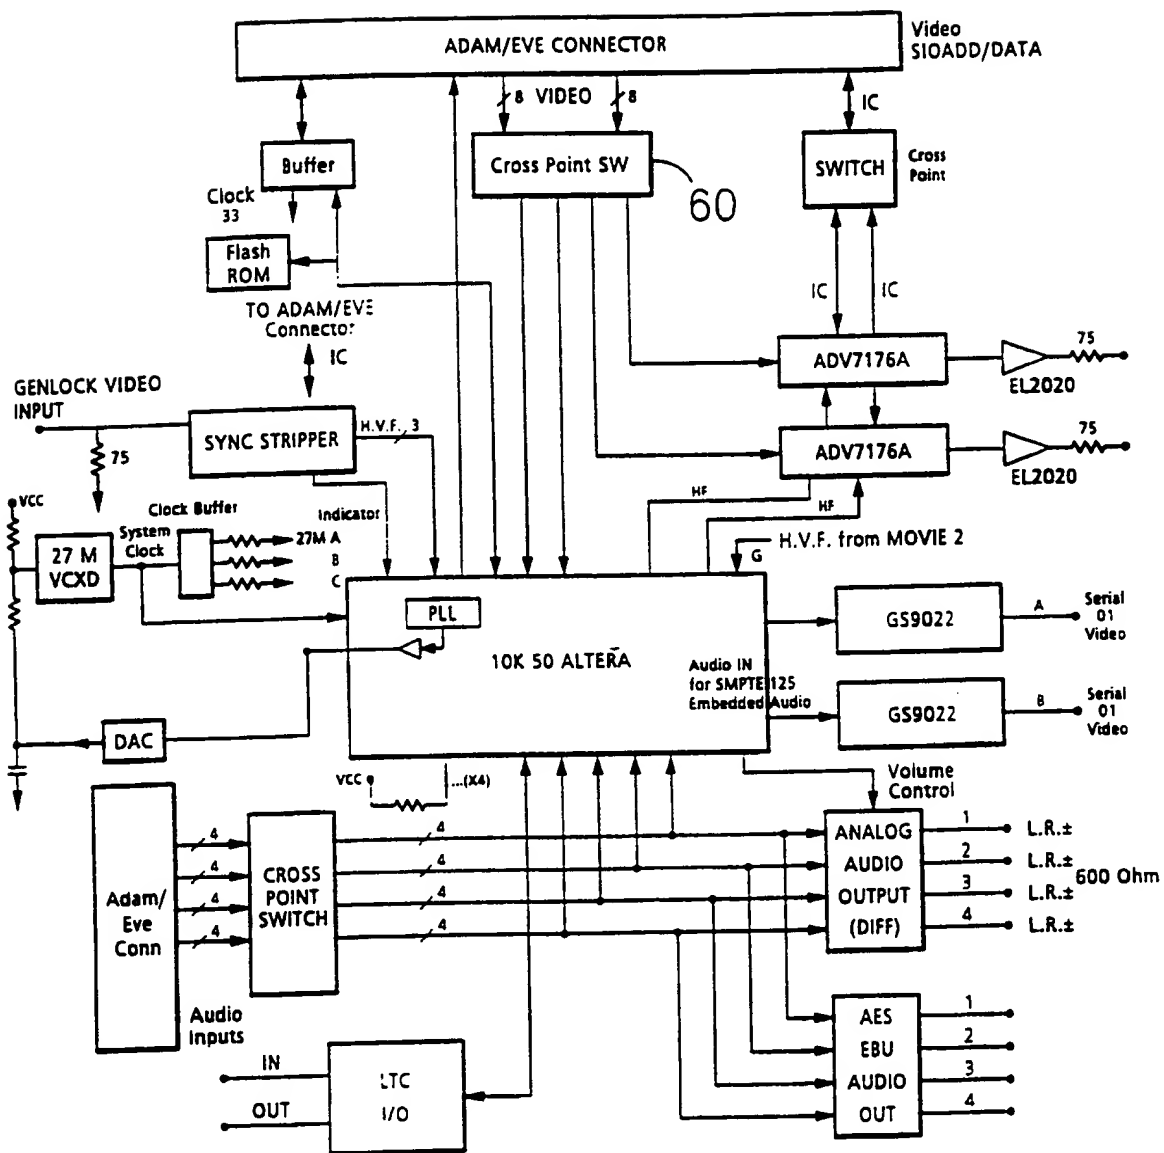 ADAM/EVE CONNECTOR
Video
SIOADD/DATA
8 VIDEO 8
IC
Buffer
Cross Point SW
60
SWITCH
Cross
Point
Clock
33
Flash
ROM
TO ADAM/EVE
Connector
IC
IC
IC
GENLOCK VIDEO
INPUT
75
SYNC STRIPPER
H.V.F. 3
ADV7176A
EL2020
75
ADV7176A
EL2020
75
HF
HF
H.V.F. from MOVIE 2
G
VCC
27 M
VCXD
System
Clock
Clock Buffer
Indicator
27M A
B
C
PLL
10K 50 ALTERA
Audio IN
for SMPTE 125
Embedded Audio
GS9022
A
Serial
01
Video
GS9022
B
Serial
01
Video
DAC
VCC
...(X4)
Volume
Control
Adam/
Eve
Conn
4
4
4
4
CROSS
POINT
SWITCH
4
4
4
4
ANALOG
AUDIO
OUTPUT
(DIFF)
1 L.R.±
2 L.R.±
3 L.R.±
4 L.R.±
600 Ohm
Audio
Inputs
AES
EBU
AUDIO
OUT
1
2
3
4
IN
OUT
LTC
I/O